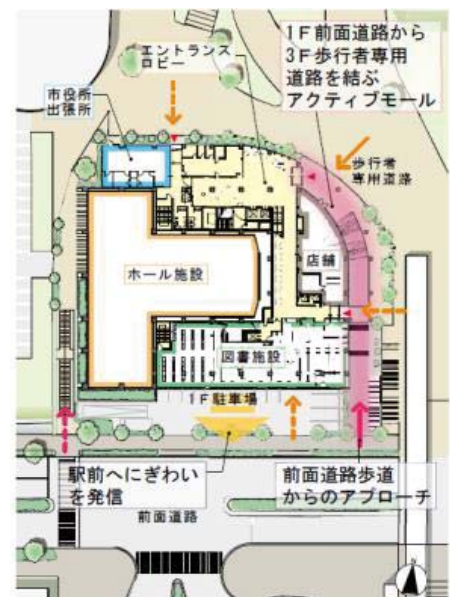 1F前面道路から
3F歩行者専用
道路を結ぶ
アクティブモール
エントランス
ロビー
市役所
出張所
歩行者
専用道路
店舗
ホール施設
図書施設
1F駐車場
駅前へにぎわい
を発信
前面道路歩道
からのアプローチ
前面道路
N